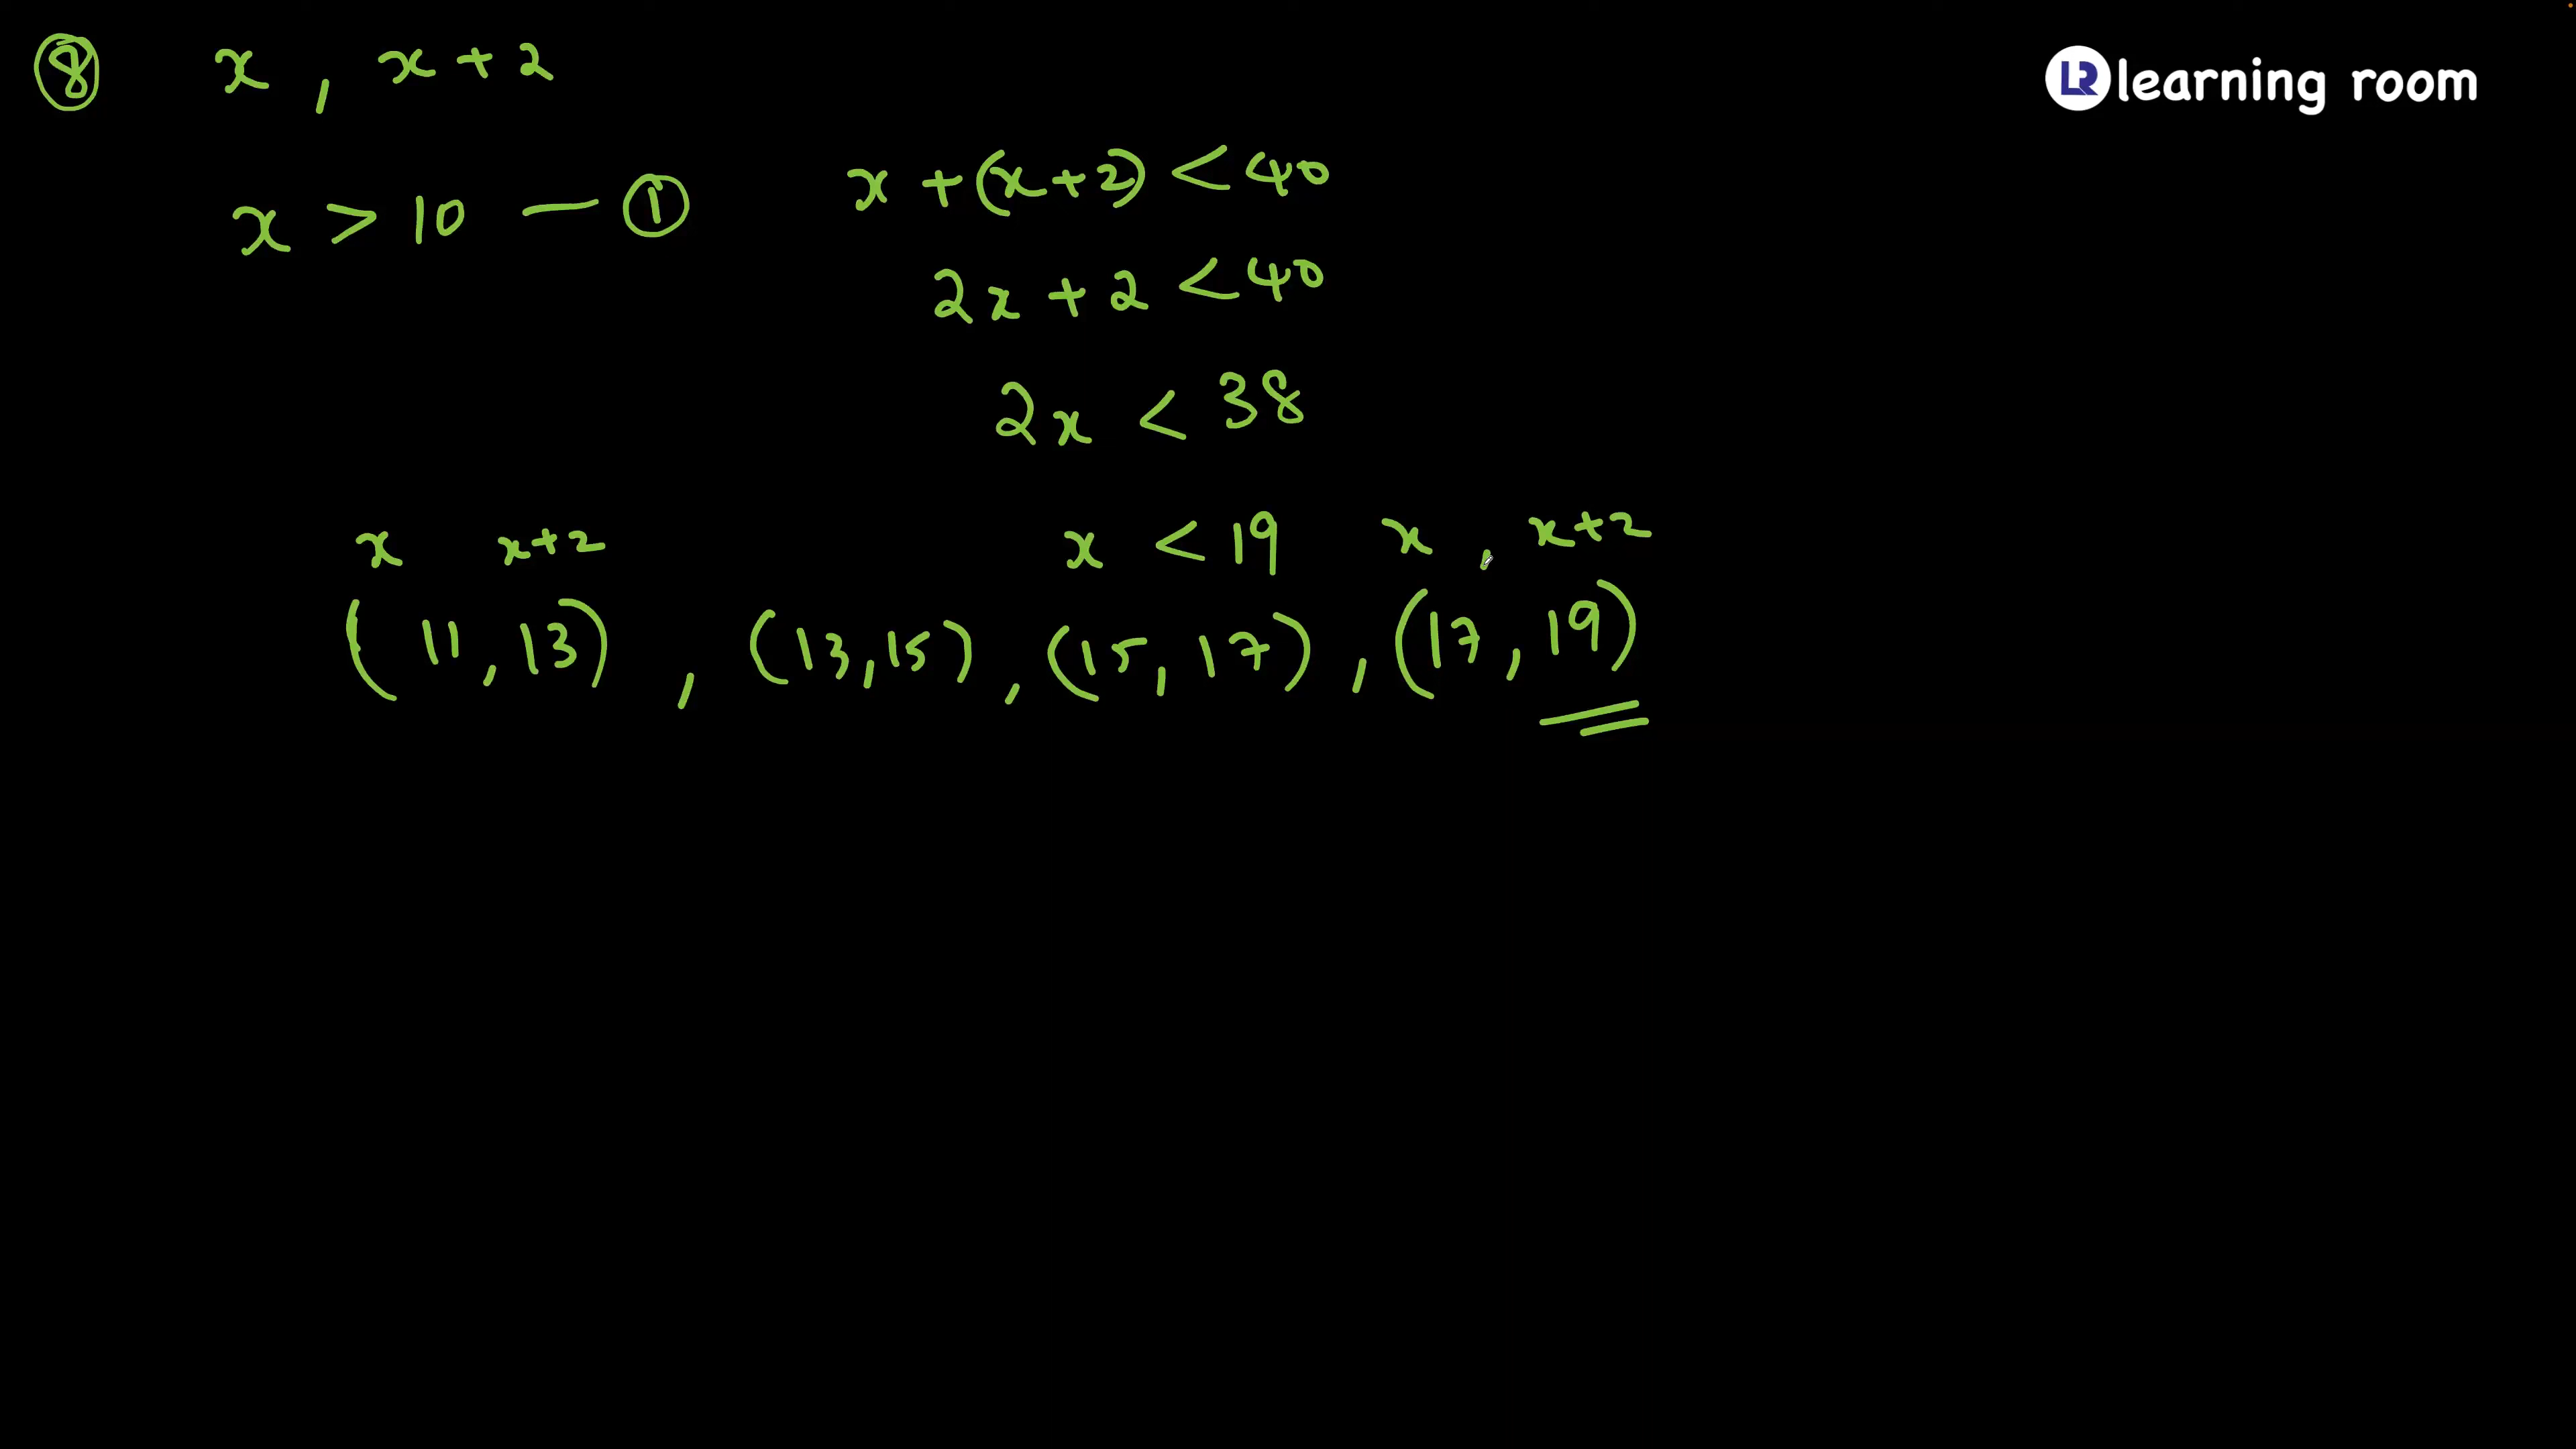 ⑧ x , x + 2
LR learning room
x > 10 — ①
x + (x + 2) < 40
2x + 2 < 40
2x < 38
x < 19
x x+2
x , x+2
( 11 , 13 ) , (13,15) , (15, 17) , (17, 19)